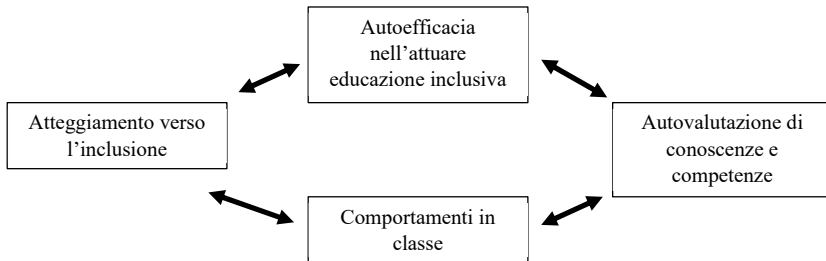 Autoefficacia
nell’attuare
educazione inclusiva
Atteggiamento verso
l’inclusione
Autovalutazione di
conoscenze e
competenze
Comportamenti in
classe